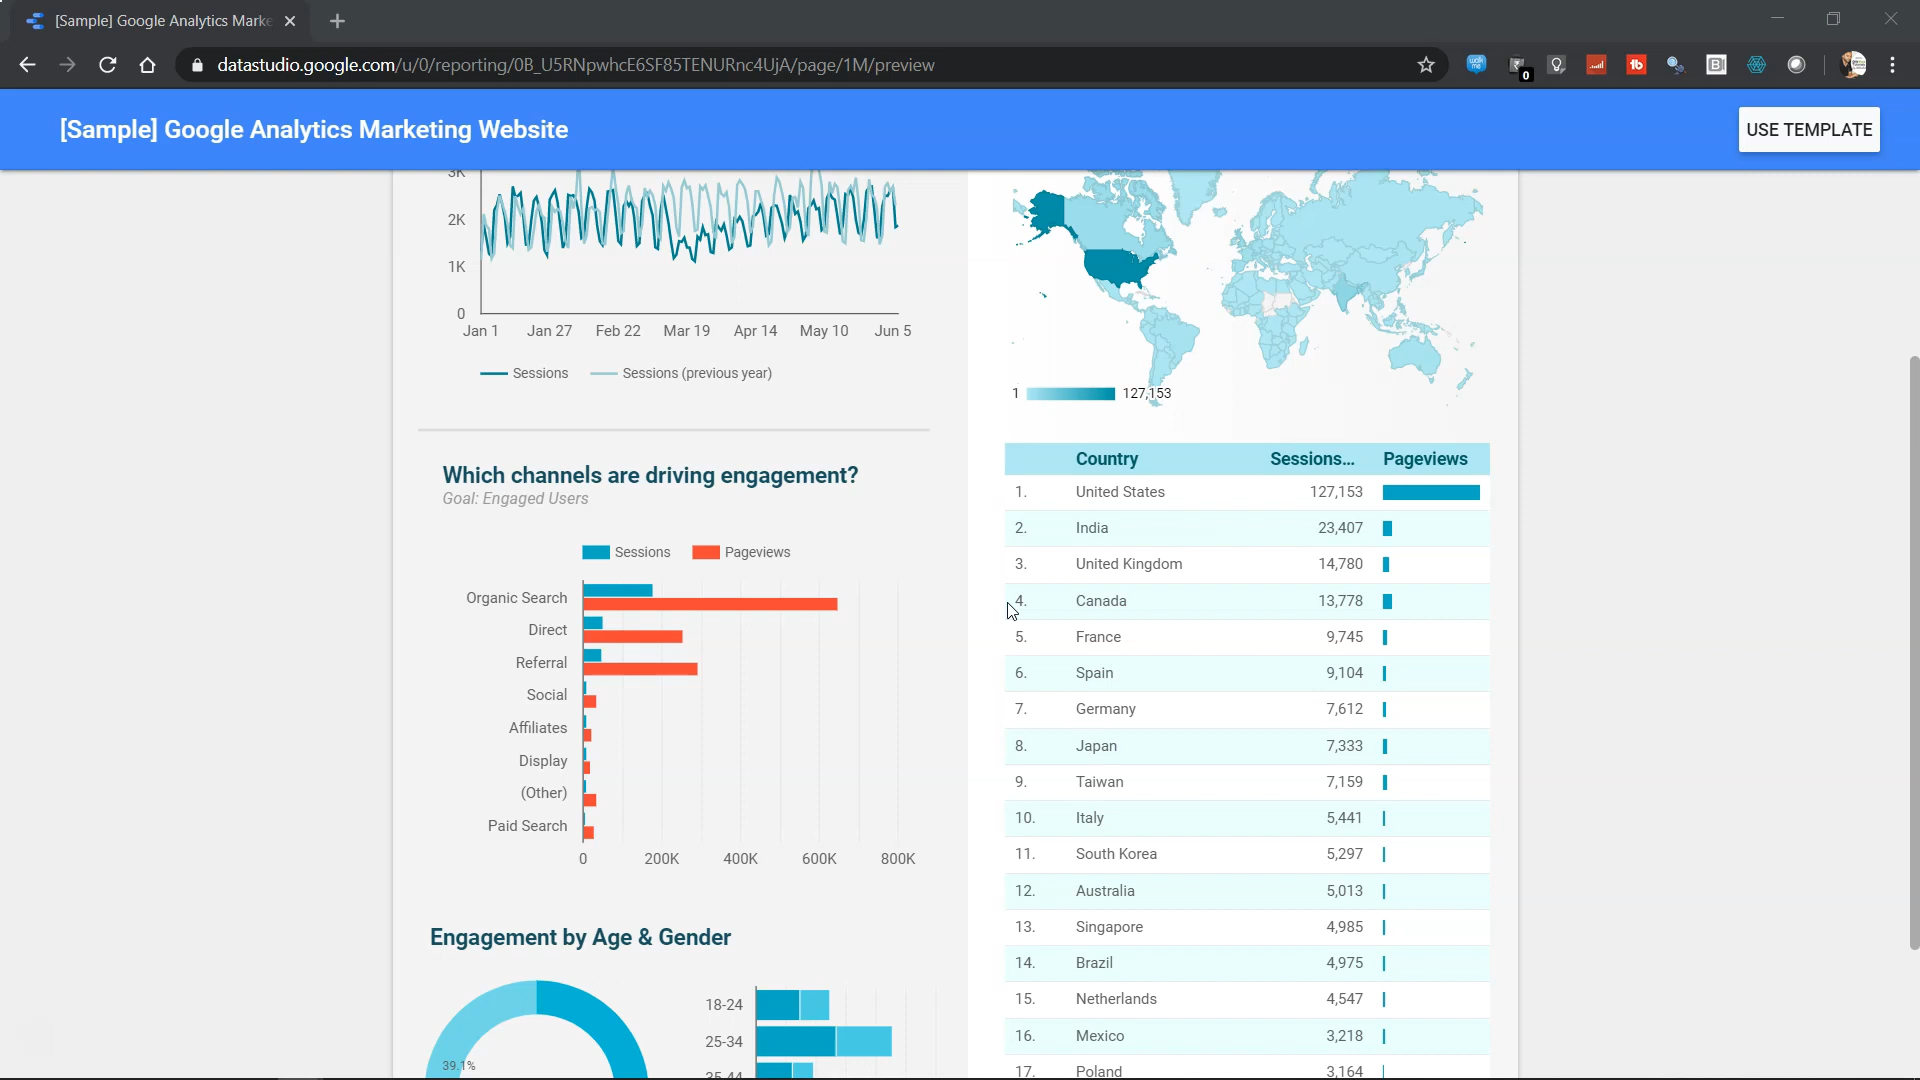 [Sample] Google Analytics Marke
datastudio.google.com/u/0/reporting/0B_U5RNpwhcE6SF85TENURnc4UjA/page/1M/preview
walk me
0
tb
B
[Sample] Google Analytics Marketing Website
USE TEMPLATE
3K
2K
1K
0
Jan 1 Jan 27 Feb 22 Mar 19 Apr 14 May 10 Jun 5
Sessions Sessions (previous year)
1 127,153
Which channels are driving engagement?
Goal: Engaged Users
Sessions Pageviews
Organic Search
Direct
Referral
Social
Affiliates
Display
(Other)
Paid Search
0 200K 400K 600K 800K
Engagement by Age & Gender
39.1%
18-24
25-34
35-44
Country Sessions... Pageviews
1. United States 127,153
2. India 23,407
3. United Kingdom 14,780
4. Canada 13,778
5. France 9,745
6. Spain 9,104
7. Germany 7,612
8. Japan 7,333
9. Taiwan 7,159
10. Italy 5,441
11. South Korea 5,297
12. Australia 5,013
13. Singapore 4,985
14. Brazil 4,975
15. Netherlands 4,547
16. Mexico 3,218
17. Poland 3,164